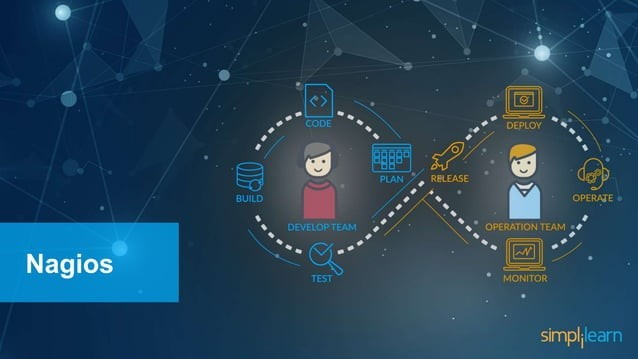 CODE
DEPLOY
PLAN
RELEASE
BUILD
OPERATE
DEVELOP TEAM
OPERATION TEAM
Nagios
TEST
MONITOR
simplilearn